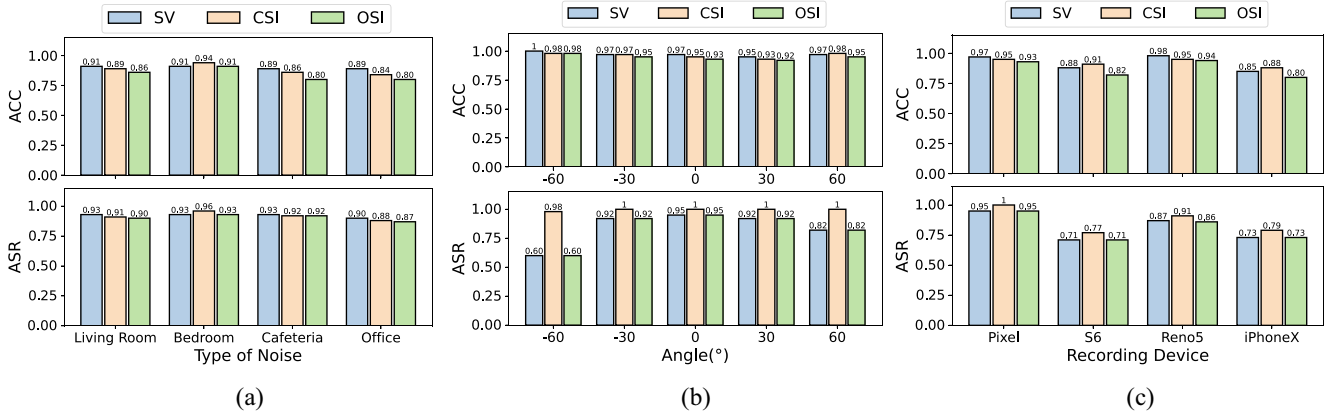 SV CSI OSI
ACC
1.00
0.75
0.50
0.25
0.00
0.91 0.89 0.86
0.91 0.94 0.91
0.89 0.86 0.80
0.89 0.84 0.80
ASR
1.00
0.75
0.50
0.25
0.00
0.93 0.91 0.90
0.93 0.96 0.93
0.93 0.92 0.92
0.90 0.88 0.87
Living Room Bedroom Cafeteria Office
Type of Noise
(a)
SV CSI OSI
ACC
1.00
0.75
0.50
0.25
0.00
1 0.98 0.98
0.97 0.97 0.95
0.97 0.95 0.93
0.95 0.93 0.92
0.97 0.98 0.95
-60 -30 0 30 60
ASR
1.00
0.75
0.50
0.25
0.00
0.60 0.98 0.60
0.92 1 0.92
0.95 1 0.95
0.92 1 0.92
0.82 1 0.82
-60 -30 0 30 60
Angle(°)
(b)
SV CSI OSI
ACC
1.00
0.75
0.50
0.25
0.00
0.97 0.95 0.93
0.88 0.91 0.82
0.98 0.95 0.94
0.85 0.88 0.80
ASR
1.00
0.75
0.50
0.25
0.00
0.95 1 0.95
0.71 0.77 0.71
0.87 0.91 0.86
0.73 0.79 0.73
Pixel S6 Reno5 iPhoneX
Recording Device
(c)